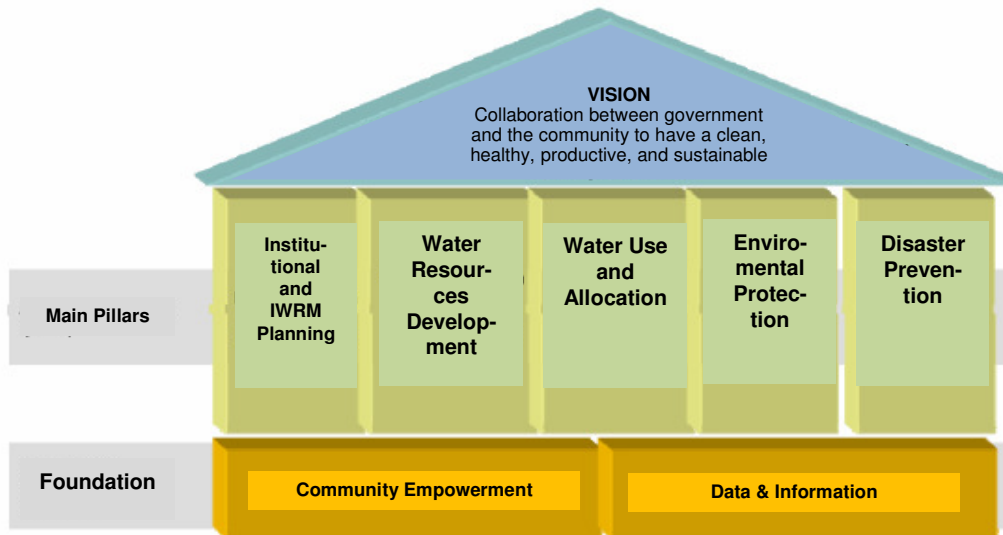 VISION
Collaboration between government
and the community to have a clean,
healthy, productive, and sustainable
Institu-
tional
and
IWRM
Planning
Water
Resour-
ces
Develop-
ment
Water Use
and
Allocation
Enviro-
mental
Protec-
tion
Disaster
Preven-
tion
Main Pillars
Foundation
Community Empowerment
Data & Information